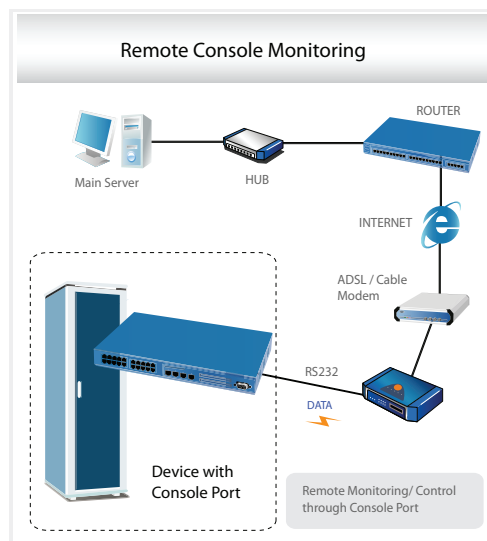 Remote Console Monitoring
ROUTER
Main Server
HUB
INTERNET
ADSL / Cable
Modem
RS232
DATA
Device with
Console Port
Remote Monitoring/ Control
through Console Port